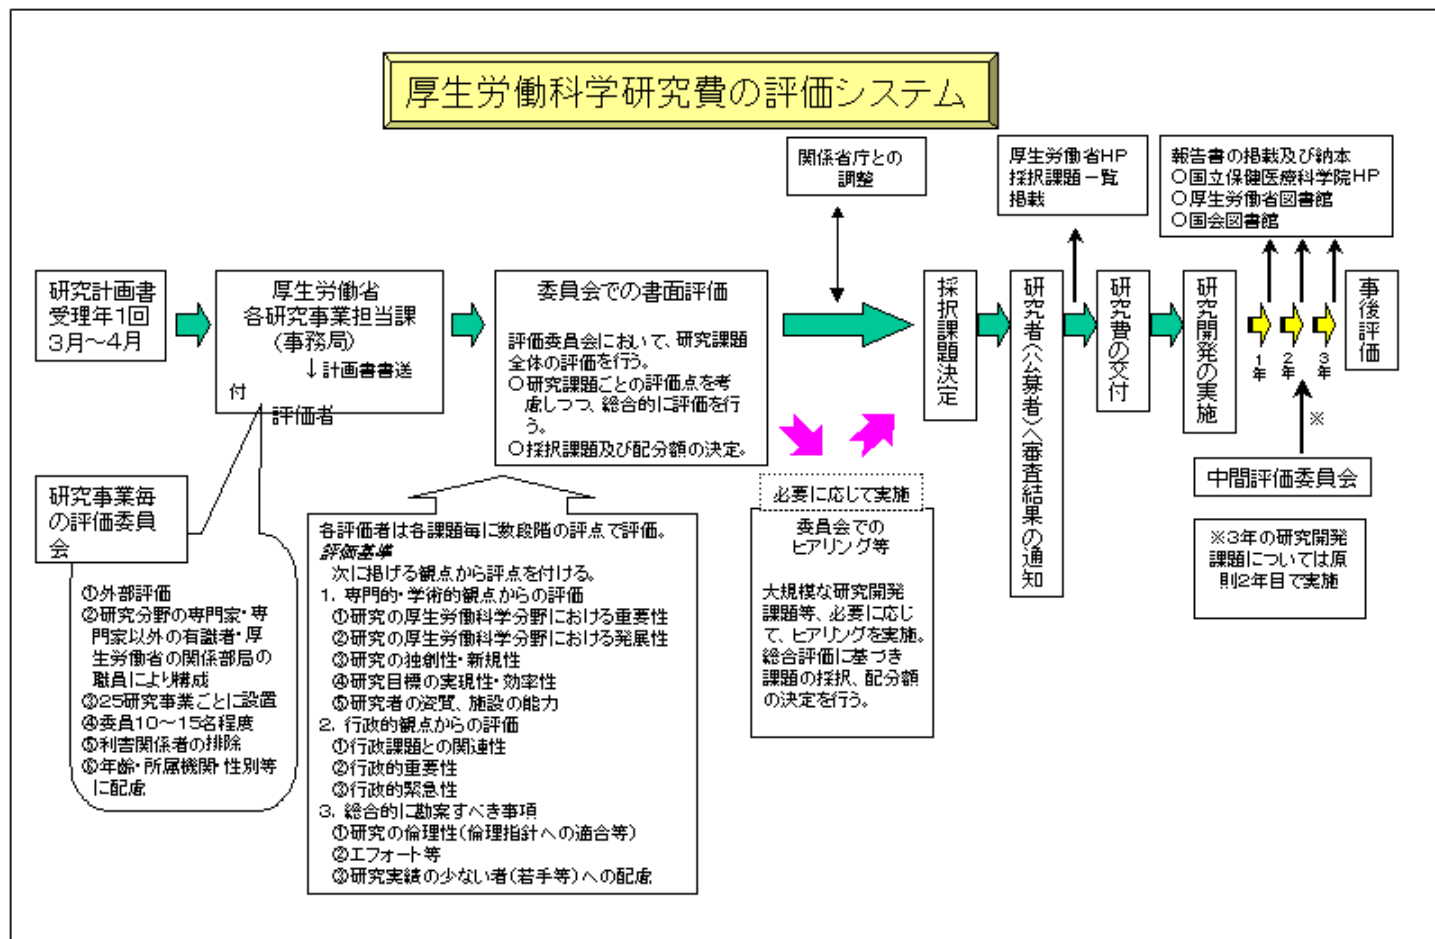 厚生労働科学研究費の評価システム
関係省庁との
調整
厚生労働省HP
採択課題一覧
掲載
報告書の掲載及び納本
○国立保健医療科学院HP
○厚生労働省図書館
○国会図書館
研究計画書
受理年1回
3月～4月
厚生労働省
各研究事業担当課
(事務局)
↓計画書書送
付
評価者
委員会での書面評価
評価委員会において、研究課題
全体の評価を行う。
○研究課題ごとの評価点を考
慮しつつ、総合的に評価を行
う。
○採択課題及び配分額の決定。
採択課題決定
研究者(公募者)へ審査結果の通知
研究費の交付
研究開発の実施
1年
2年
3年
事後評価
※
中間評価委員会
※3年の研究開発
課題については原
則2年目で実施
必要に応じて実施
委員会での
ヒアリング等
大規模な研究開発
課題等、必要に応じ
て、ヒアリングを実施。
総合評価に基づき
課題の採択、配分額
の決定を行う。
研究事業毎
の評価委員
会
①外部評価
②研究分野の専門家・専
門家以外の有識者・厚
生労働省の関係部局の
職員により構成
③25研究事業ごとに設置
④委員10～15名程度
⑤利害関係者の排除
⑥年齢・所属機関・性別等
に配慮
各評価者は各課題毎に数段階の評点で評価。
評価基準
次に掲げる観点から評点を付ける。
1. 専門的・学術的観点からの評価
①研究の厚生労働科学分野における重要性
②研究の厚生労働科学分野における発展性
③研究の独創性・新規性
④研究目標の実現性・効率性
⑤研究者の資質、施設の能力
2. 行政的観点からの評価
①行政課題との関連性
②行政的重要性
③行政的緊急性
3. 総合的に勘案すべき事項
①研究の倫理性(倫理指針への適合等)
②エフォート等
③研究実績の少ない者(若手等)への配慮